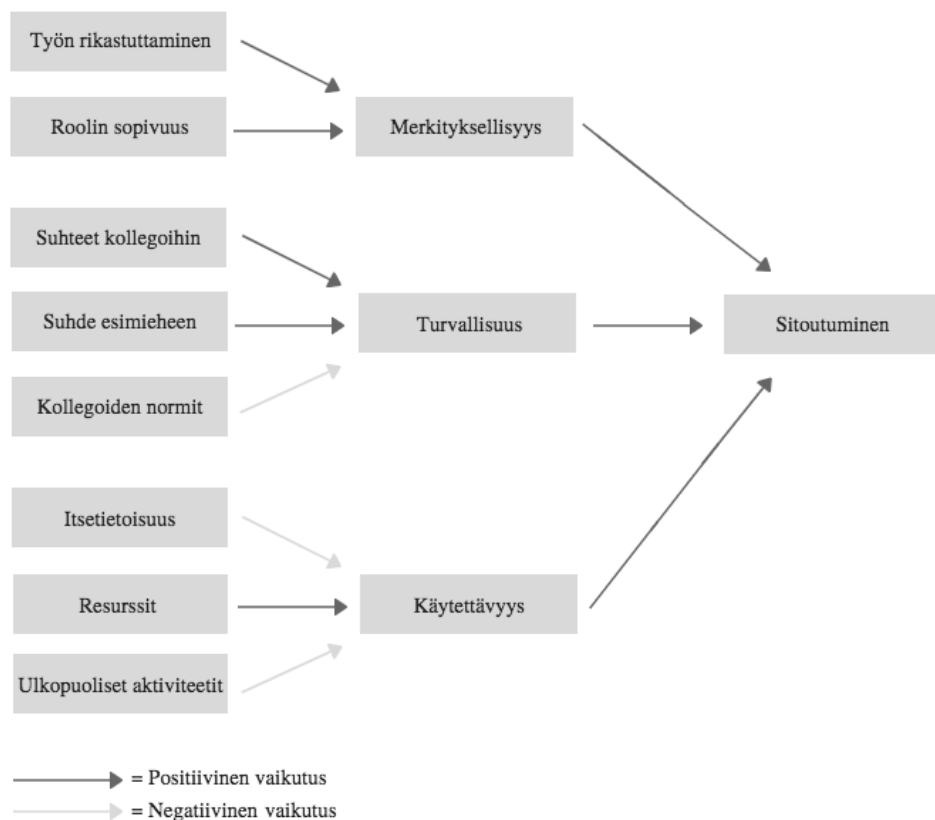 Työn rikastuttaminen
Roolin sopivuus
Merkityksellisyys
Suhteet kollegoihin
Suhde esimieheen
Kollegoiden normit
Turvallisuus
Sitoutuminen
Itsetietoisuus
Resurssit
Ulkopuoliset aktiviteetit
Käytettävyys
= Positiivinen vaikutus
= Negatiivinen vaikutus